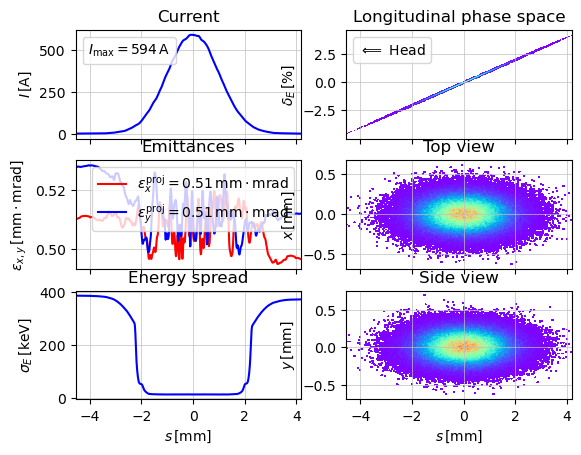 Current
I [A]
500
250
0
I_max = 594 A
Longitudinal phase space
δ_E [%]
2.5
0.0
−2.5
⟸ Head
Emittances
ε_x,y [mm · mrad]
0.52
0.50
ε_x^proj = 0.51 mm · mrad
ε_y^proj = 0.51 mm · mrad
Top view
x [mm]
0.5
0.0
−0.5
Energy spread
σ_E [keV]
400
200
0
−4 −2 0 2 4
s [mm]
Side view
y [mm]
0.5
0.0
−0.5
−4 −2 0 2 4
s [mm]